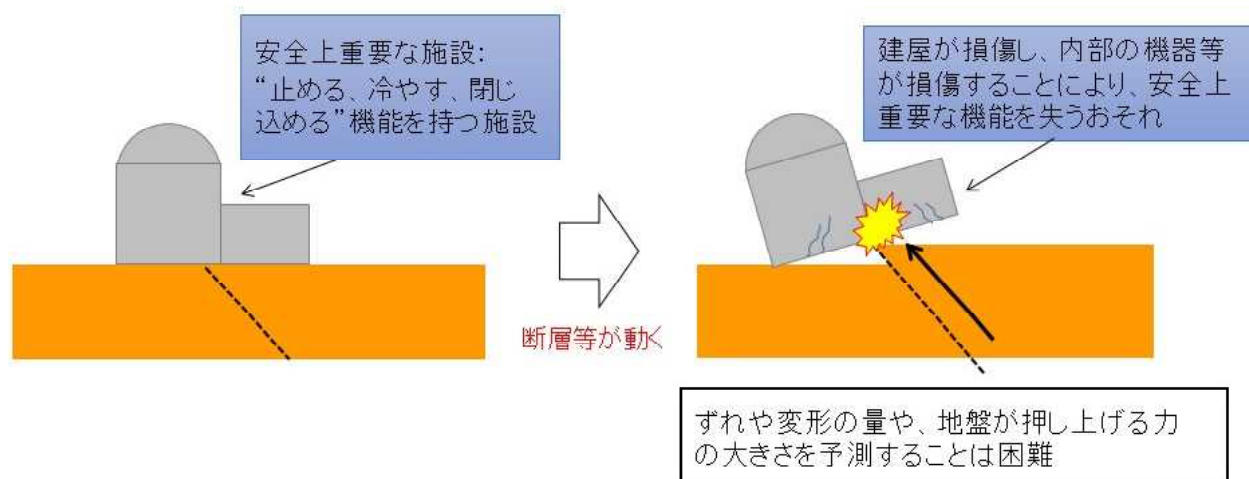 安全上重要な施設:
“止める、冷やす、閉じ
込める”機能を持つ施設
断層等が動く
建屋が損傷し、内部の機器等
が損傷することにより、安全上
重要な機能を失うおそれ
ずれや変形の量や、地盤が押し上げる力
の大きさを予測することは困難